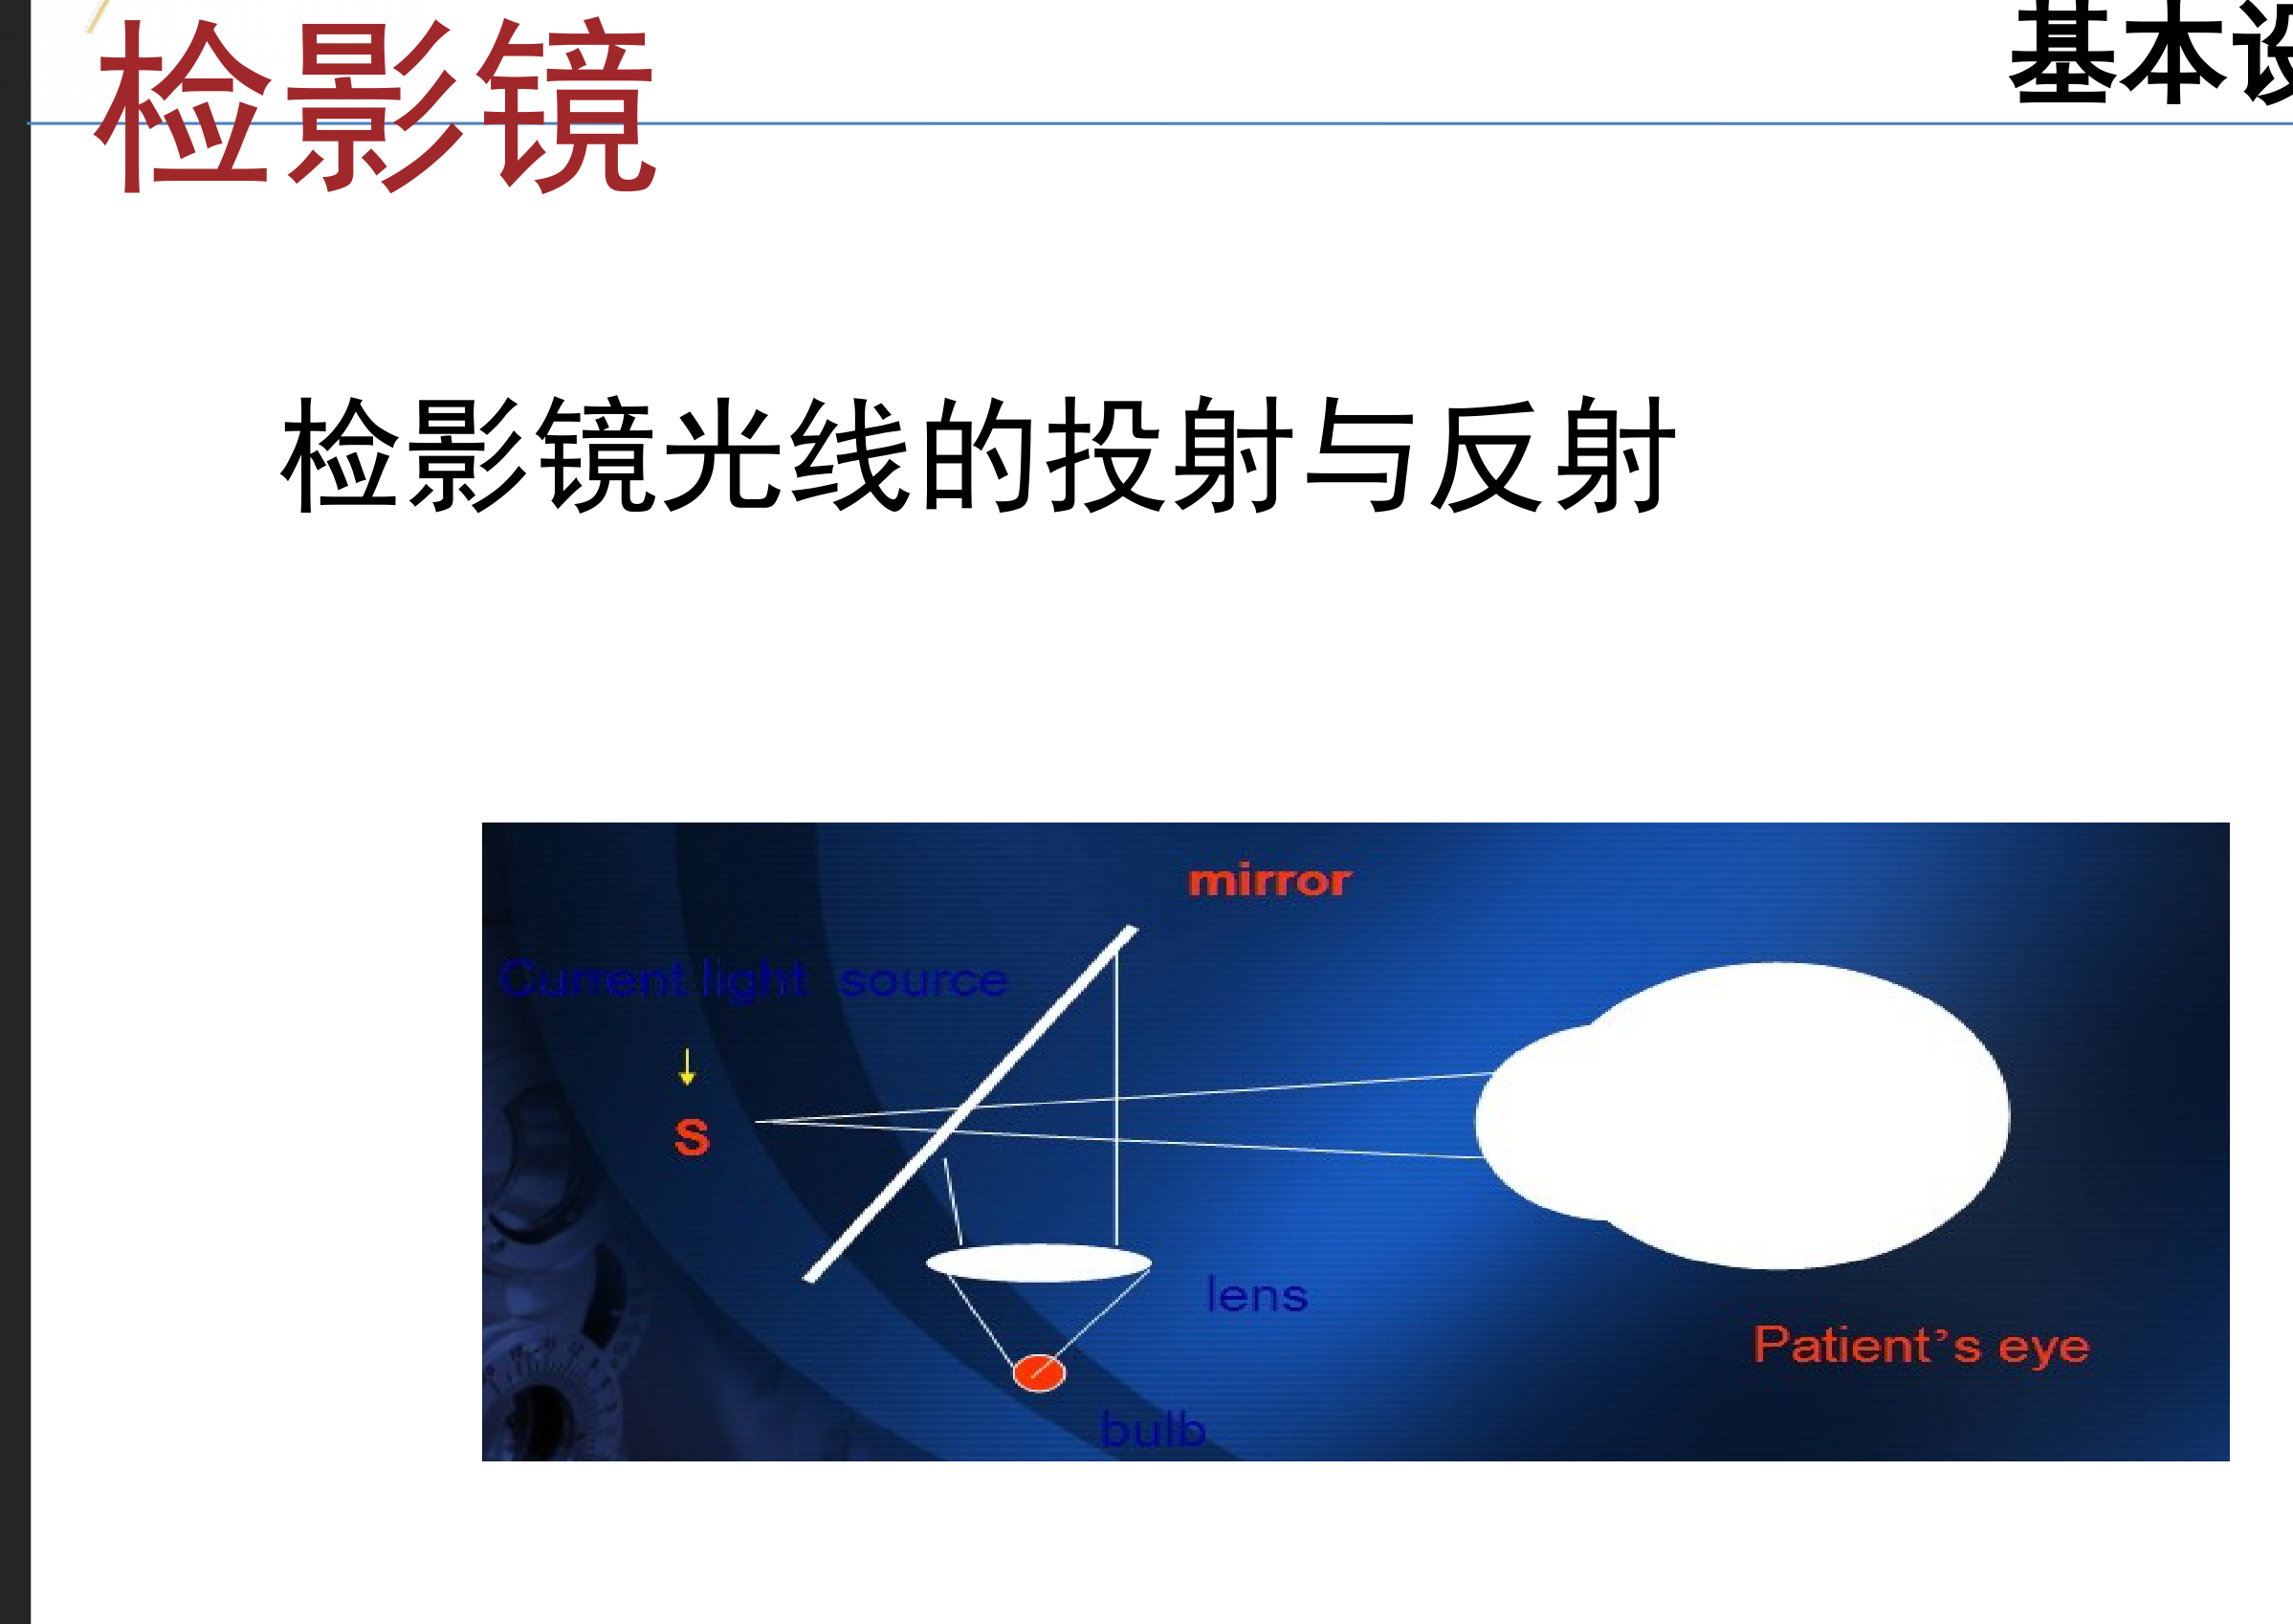 检影镜
基本设
检影镜光线的投射与反射
mirror
Current light source
S
lens
Patient’s eye
bulb